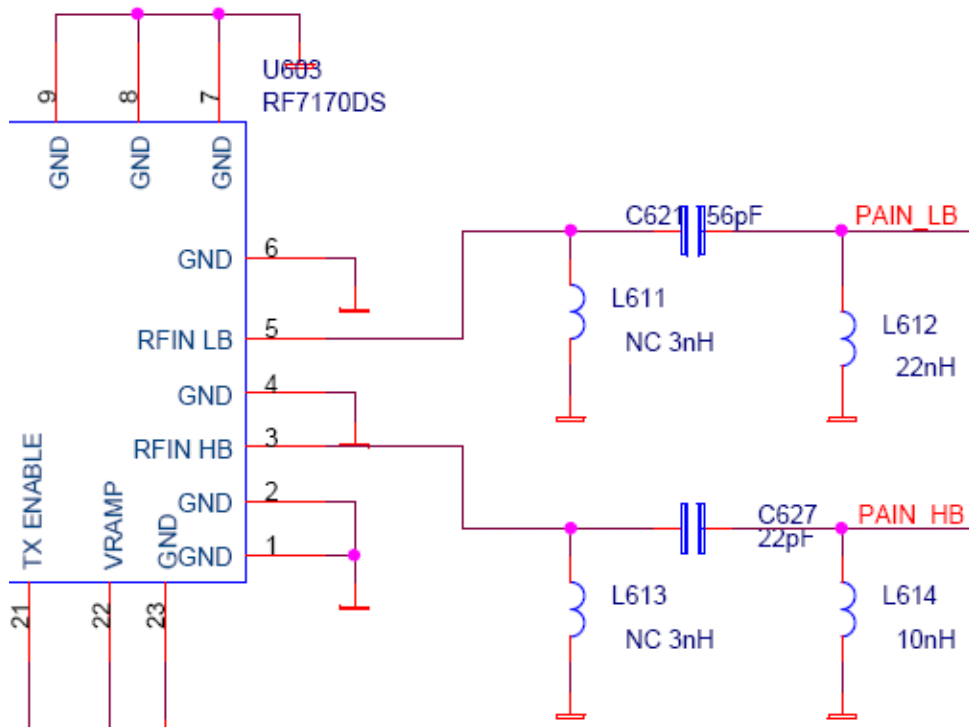 U603
RF7170DS
9
8
7
GND
GND
GND
GND
6
RFIN LB
5
GND
4
RFIN HB
3
GND
2
GND
1
TX ENABLE
VRAMP
GND
21
22
23
C621
56pF
PAIN_LB
L611
NC 3nH
L612
22nH
C627
22pF
PAIN_HB
L613
NC 3nH
L614
10nH